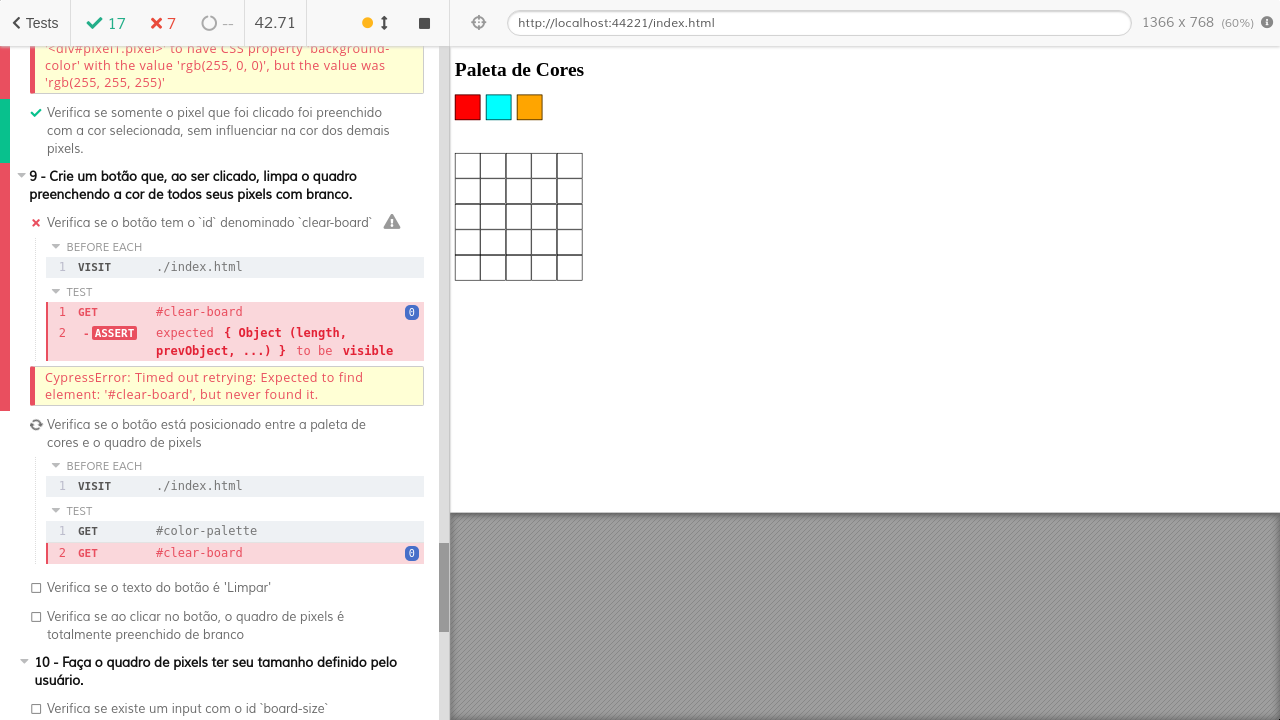 Tests 17 7 -- 42.71 http://localhost:44221/index.html 1366 x 768 (60%)
'<div#pixel1.pixel>' to have CSS property 'background-
color' with the value 'rgb(255, 0, 0)', but the value was
'rgb(255, 255, 255)'
Verifica se somente o pixel que foi clicado foi preenchido
com a cor selecionada, sem influenciar na cor dos demais
pixels.
9 - Crie um botão que, ao ser clicado, limpa o quadro
preenchendo a cor de todos seus pixels com branco.
Verifica se o botão tem o `id` denominado `clear-board`
BEFORE EACH
1 VISIT ./index.html
TEST
1 GET #clear-board 0
2 -ASSERT expected { Object (length,
prevObject, ...) } to be visible
CypressError: Timed out retrying: Expected to find
element: '#clear-board', but never found it.
Verifica se o botão está posicionado entre a paleta de
cores e o quadro de pixels
BEFORE EACH
1 VISIT ./index.html
TEST
1 GET #color-palette
2 GET #clear-board 0
Verifica se o texto do botão é 'Limpar'
Verifica se ao clicar no botão, o quadro de pixels é
totalmente preenchido de branco
10 - Faça o quadro de pixels ter seu tamanho definido pelo
usuário.
Verifica se existe um input com o id `board-size`
Paleta de Cores